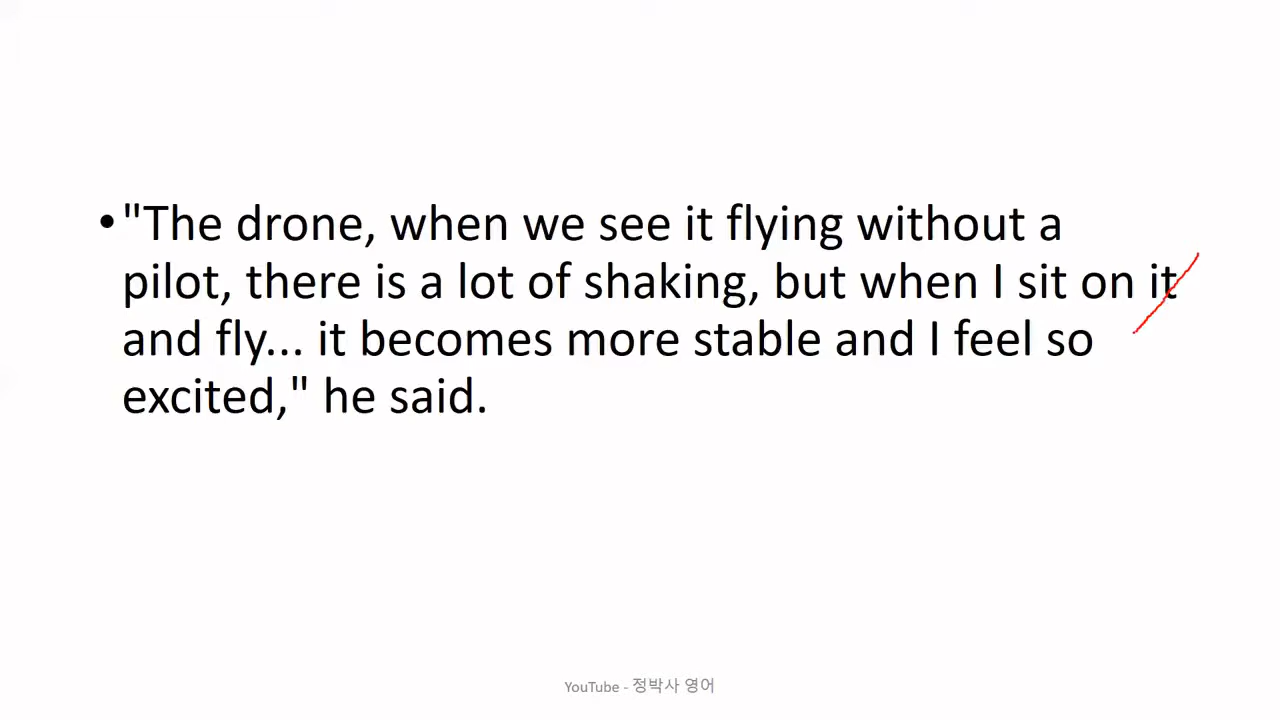 •"The drone, when we see it flying without a
pilot, there is a lot of shaking, but when I sit on it
and fly... it becomes more stable and I feel so
excited," he said.
YouTube - 정박사 영어